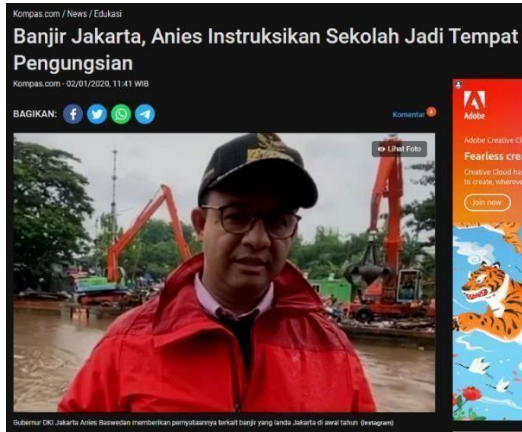 Kompas.com / News / Edukasi
Banjir Jakarta, Anies Instruksikan Sekolah Jadi Tempat
Pengungsian
Kompas.com - 02/01/2020, 11:41 WIB
BAGIKAN:
Komentar
Lihat Foto
Gubernur DKI Jakarta Anies Baswedan memberikan pernyataannya terkait banjir yang landa Jakarta di awal tahun (Instagram)
Adobe
Adobe Creative Cl
Fearless crea
Creative Cloud ha
to create, wherev
Join now